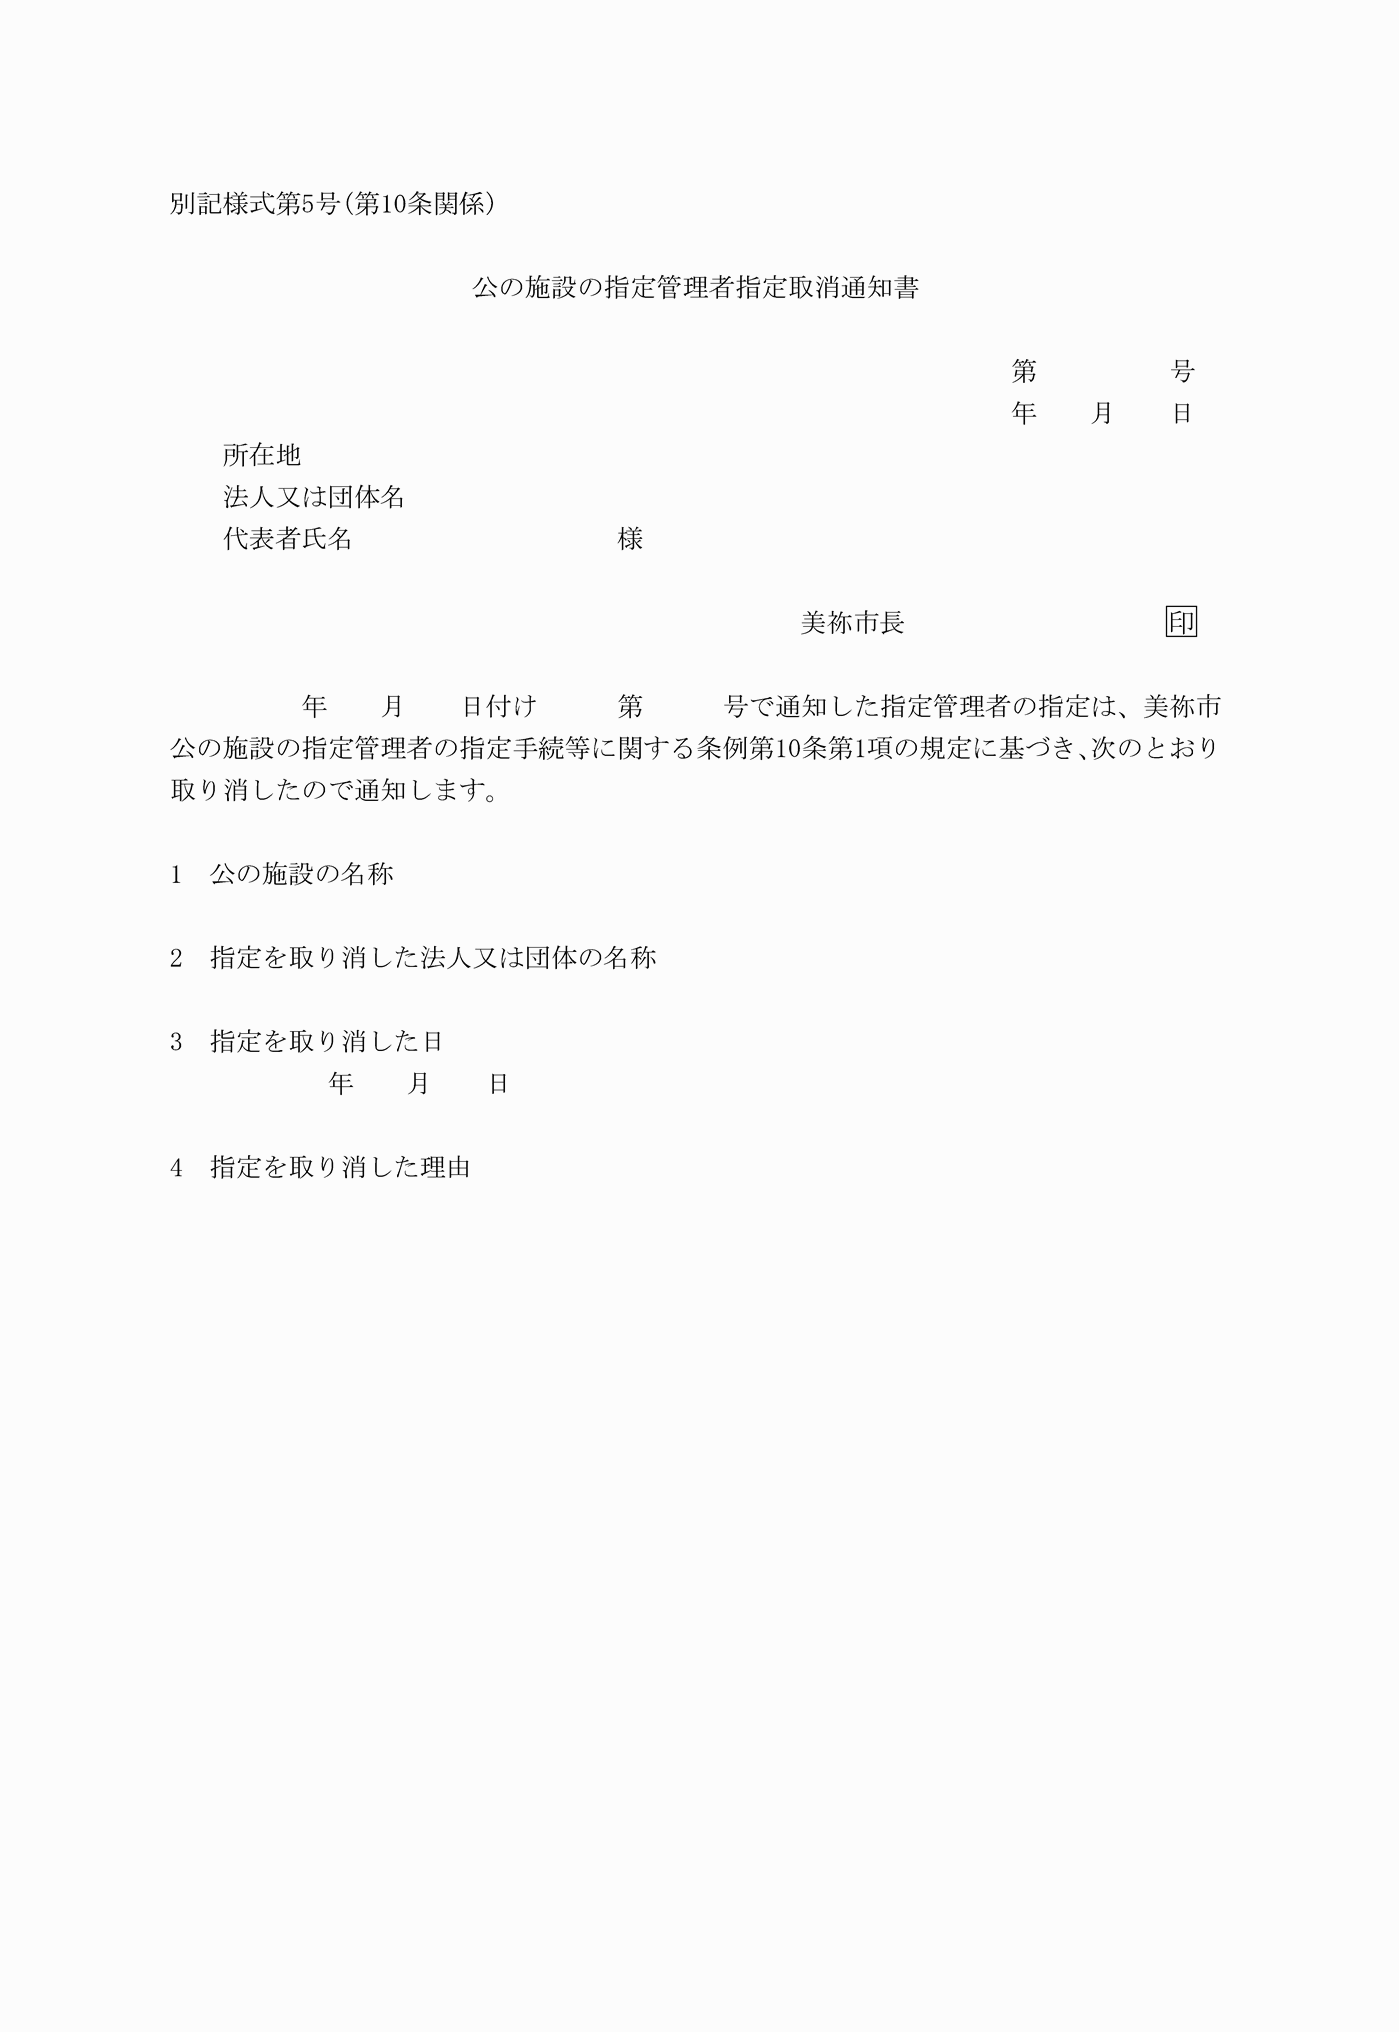 別記様式第5号(第10条関係)
公の施設の指定管理者指定取消通知書
第　　　　　号
年　　月　　日
所在地
法人又は団体名
代表者氏名　　　　　　　　　　様
美祢市長　　　　　　　　　　印
年　　月　　日付け　　　第　　　号で通知した指定管理者の指定は、美祢市
公の施設の指定管理者の指定手続等に関する条例第10条第1項の規定に基づき、次のとおり
取り消したので通知します。
1　公の施設の名称
2　指定を取り消した法人又は団体の名称
3　指定を取り消した日
年　　月　　日
4　指定を取り消した理由